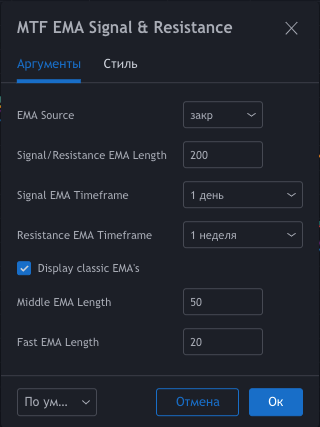 MTF EMA Signal & Resistance
Аргументы Стиль
EMA Source закр
Signal/Resistance EMA Length 200
Signal EMA Timeframe 1 день
Resistance EMA Timeframe 1 неделя
Display classic EMA's
Middle EMA Length 50
Fast EMA Length 20
По ум... Отмена Ок